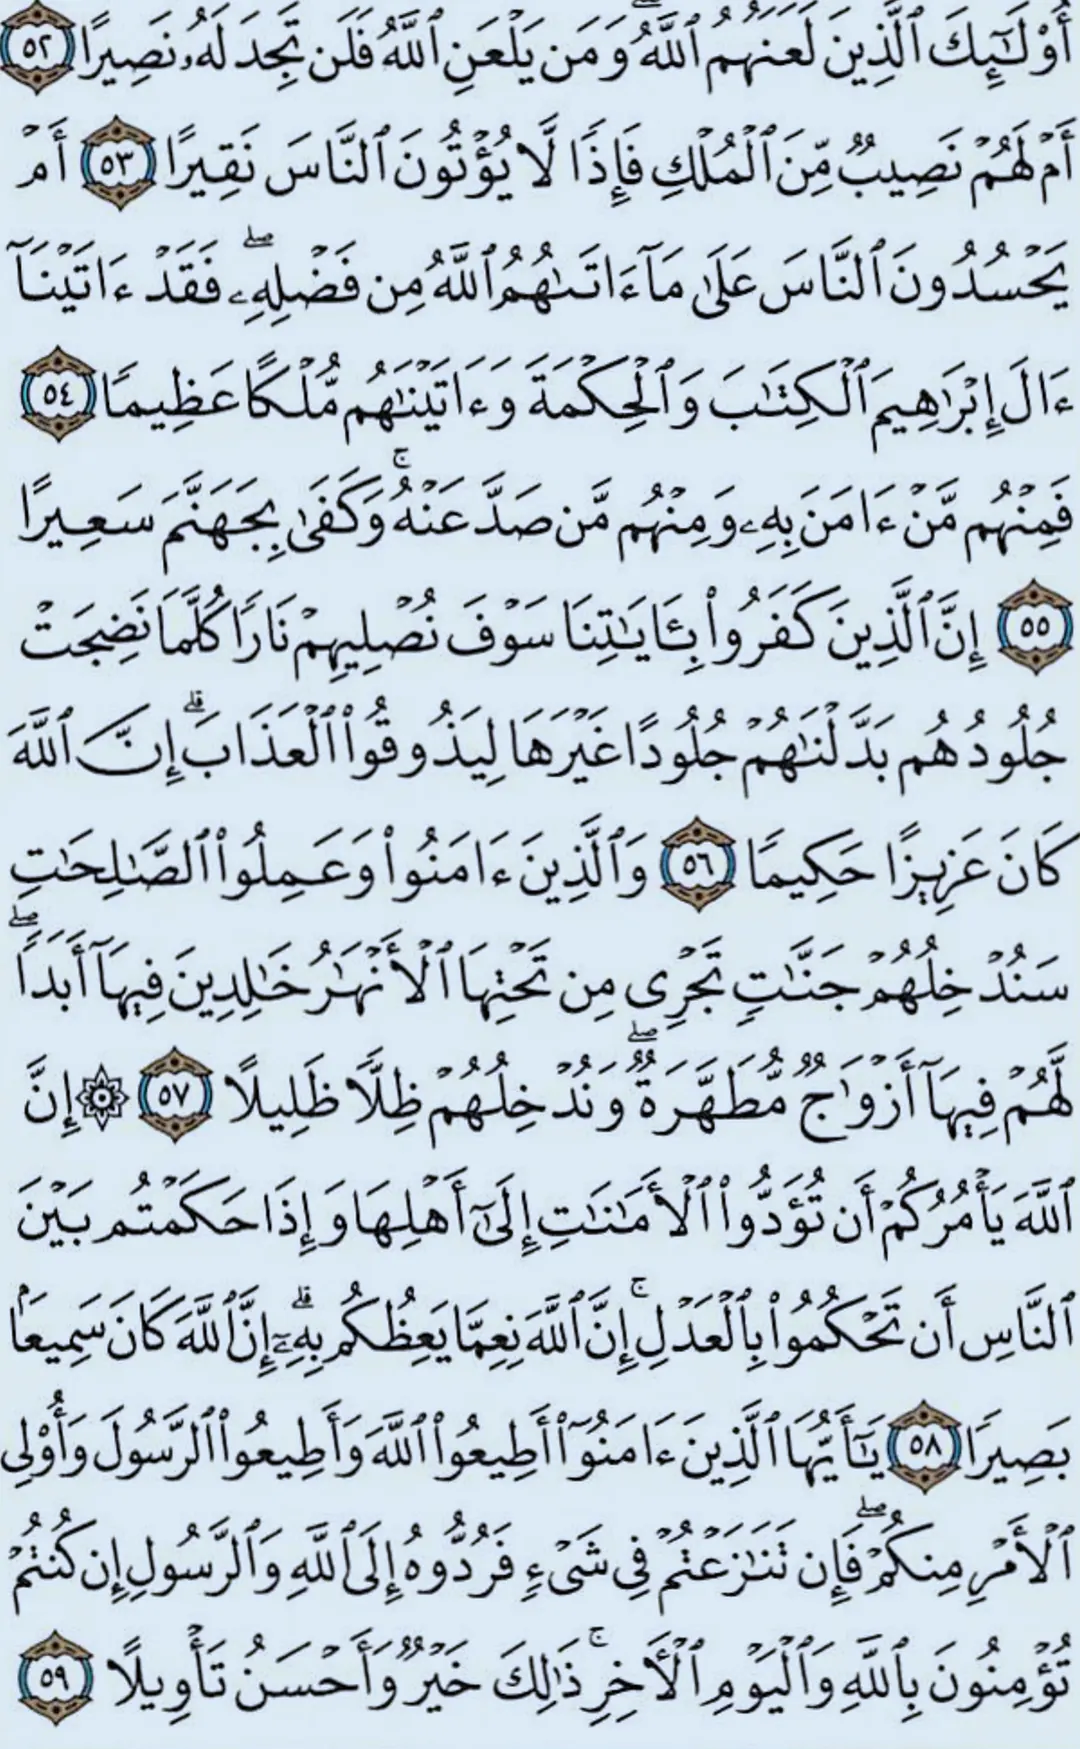 أُوْلَٰٓئِكَ ٱلَّذِينَ لَعَنَهُمُ ٱللَّهُۖ وَمَن يَلْعَنِ ٱللَّهُ فَلَن تَجِدَ لَهُۥ نَصِيرًا ٥٢
أَمْ لَهُمْ نَصِيبٌ مِّنَ ٱلْمُلْكِ فَإِذًا لَّا يُؤْتُونَ ٱلنَّاسَ نَقِيرًا ٥٣ أَمْ
يَحْسُدُونَ ٱلنَّاسَ عَلَىٰ مَآ ءَاتَىٰهُمُ ٱللَّهُ مِن فَضْلِهِۦۖ فَقَدْ ءَاتَيْنَآ
ءَالَ إِبْرَٰهِيمَ ٱلْكِتَٰبَ وَٱلْحِكْمَةَ وَءَاتَيْنَٰهُم مُّلْكًا عَظِيمًا ٥٤
فَمِنْهُم مَّنْ ءَامَنَ بِهِۦ وَمِنْهُم مَّن صَدَّ عَنْهُۚ وَكَفَىٰ بِجَهَنَّمَ سَعِيرًا
٥٥ إِنَّ ٱلَّذِينَ كَفَرُوا۟ بِـَٔايَٰتِنَا سَوْفَ نُصْلِيهِمْ نَارًا كُلَّمَا نَضِجَتْ
جُلُودُهُم بَدَّلْنَٰهُمْ جُلُودًا غَيْرَهَا لِيَذُوقُوا۟ ٱلْعَذَابَۗ إِنَّ ٱللَّهَ
كَانَ عَزِيزًا حَكِيمًا ٥٦ وَٱلَّذِينَ ءَامَنُوا۟ وَعَمِلُوا۟ ٱلصَّٰلِحَٰتِ
سَنُدْخِلُهُمْ جَنَّٰتٍ تَجْرِى مِن تَحْتِهَا ٱلْأَنْهَٰرُ خَٰلِدِينَ فِيهَآ أَبَدًاۖ
لَّهُمْ فِيهَآ أَزْوَٰجٌ مُّطَهَّرَةٌۖ وَنُدْخِلُهُمْ ظِلًّا ظَلِيلًا ٥٧ ۞ إِنَّ
ٱللَّهَ يَأْمُرُكُمْ أَن تُؤَدُّوا۟ ٱلْأَمَٰنَٰتِ إِلَىٰٓ أَهْلِهَا وَإِذَا حَكَمْتُم بَيْنَ
ٱلنَّاسِ أَن تَحْكُمُوا۟ بِٱلْعَدْلِۚ إِنَّ ٱللَّهَ نِعِمَّا يَعِظُكُم بِهِۦٓۗ إِنَّ ٱللَّهَ كَانَ سَمِيعًۢا
بَصِيرًا ٥٨ يَٰٓأَيُّهَا ٱلَّذِينَ ءَامَنُوٓا۟ أَطِيعُوا۟ ٱللَّهَ وَأَطِيعُوا۟ ٱلرَّسُولَ وَأُو۟لِى
ٱلْأَمْرِ مِنكُمْۖ فَإِن تَنَٰزَعْتُمْ فِى شَىْءٍ فَرُدُّوهُ إِلَى ٱللَّهِ وَٱلرَّسُولِ إِن كُنتُمْ
تُؤْمِنُونَ بِٱللَّهِ وَٱلْيَوْمِ ٱلْـَٔاخِرِۚ ذَٰلِكَ خَيْرٌ وَأَحْسَنُ تَأْوِيلًا ٥٩